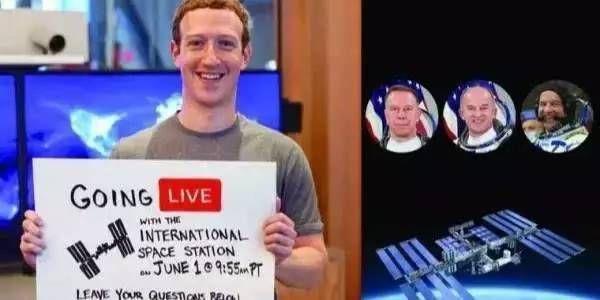 GOING LIVE
WITH THE
INTERNATIONAL
SPACE STATION
ON JUNE 1 @ 9:55AM PT
LEAVE YOUR QUESTIONS BELOW